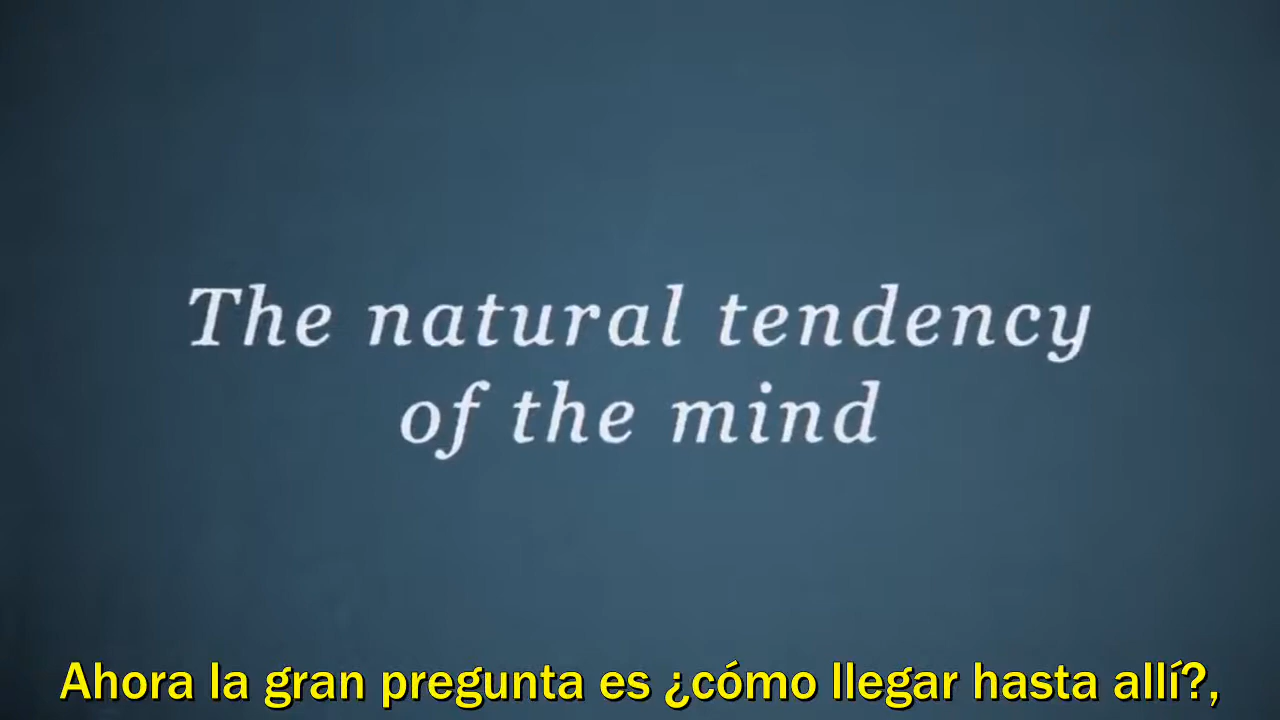 The natural tendency
of the mind
Ahora la gran pregunta es ¿cómo llegar hasta allí?,